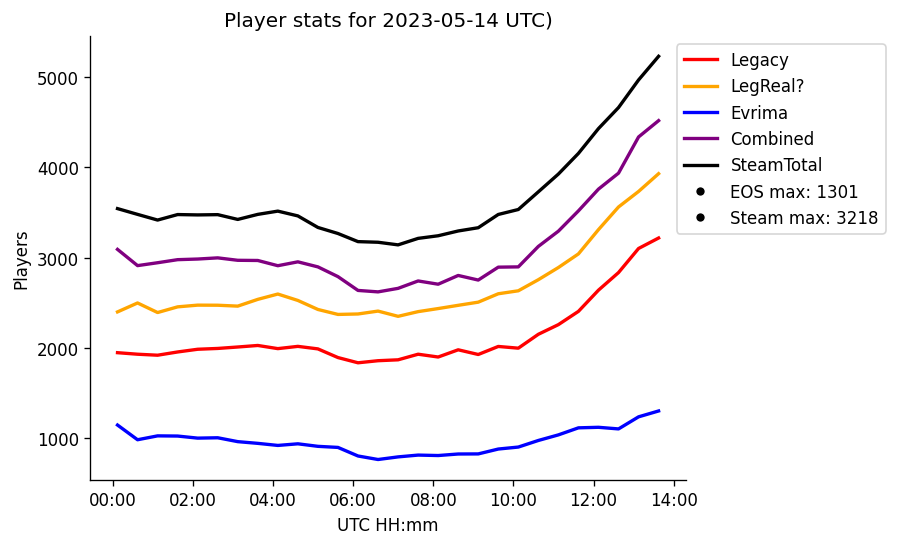 Player stats for 2023-05-14 UTC)
Legacy
LegReal?
Evrima
Combined
SteamTotal
EOS max: 1301
Steam max: 3218
Players
5000
4000
3000
2000
1000
00:00 02:00 04:00 06:00 08:00 10:00 12:00 14:00
UTC HH:mm